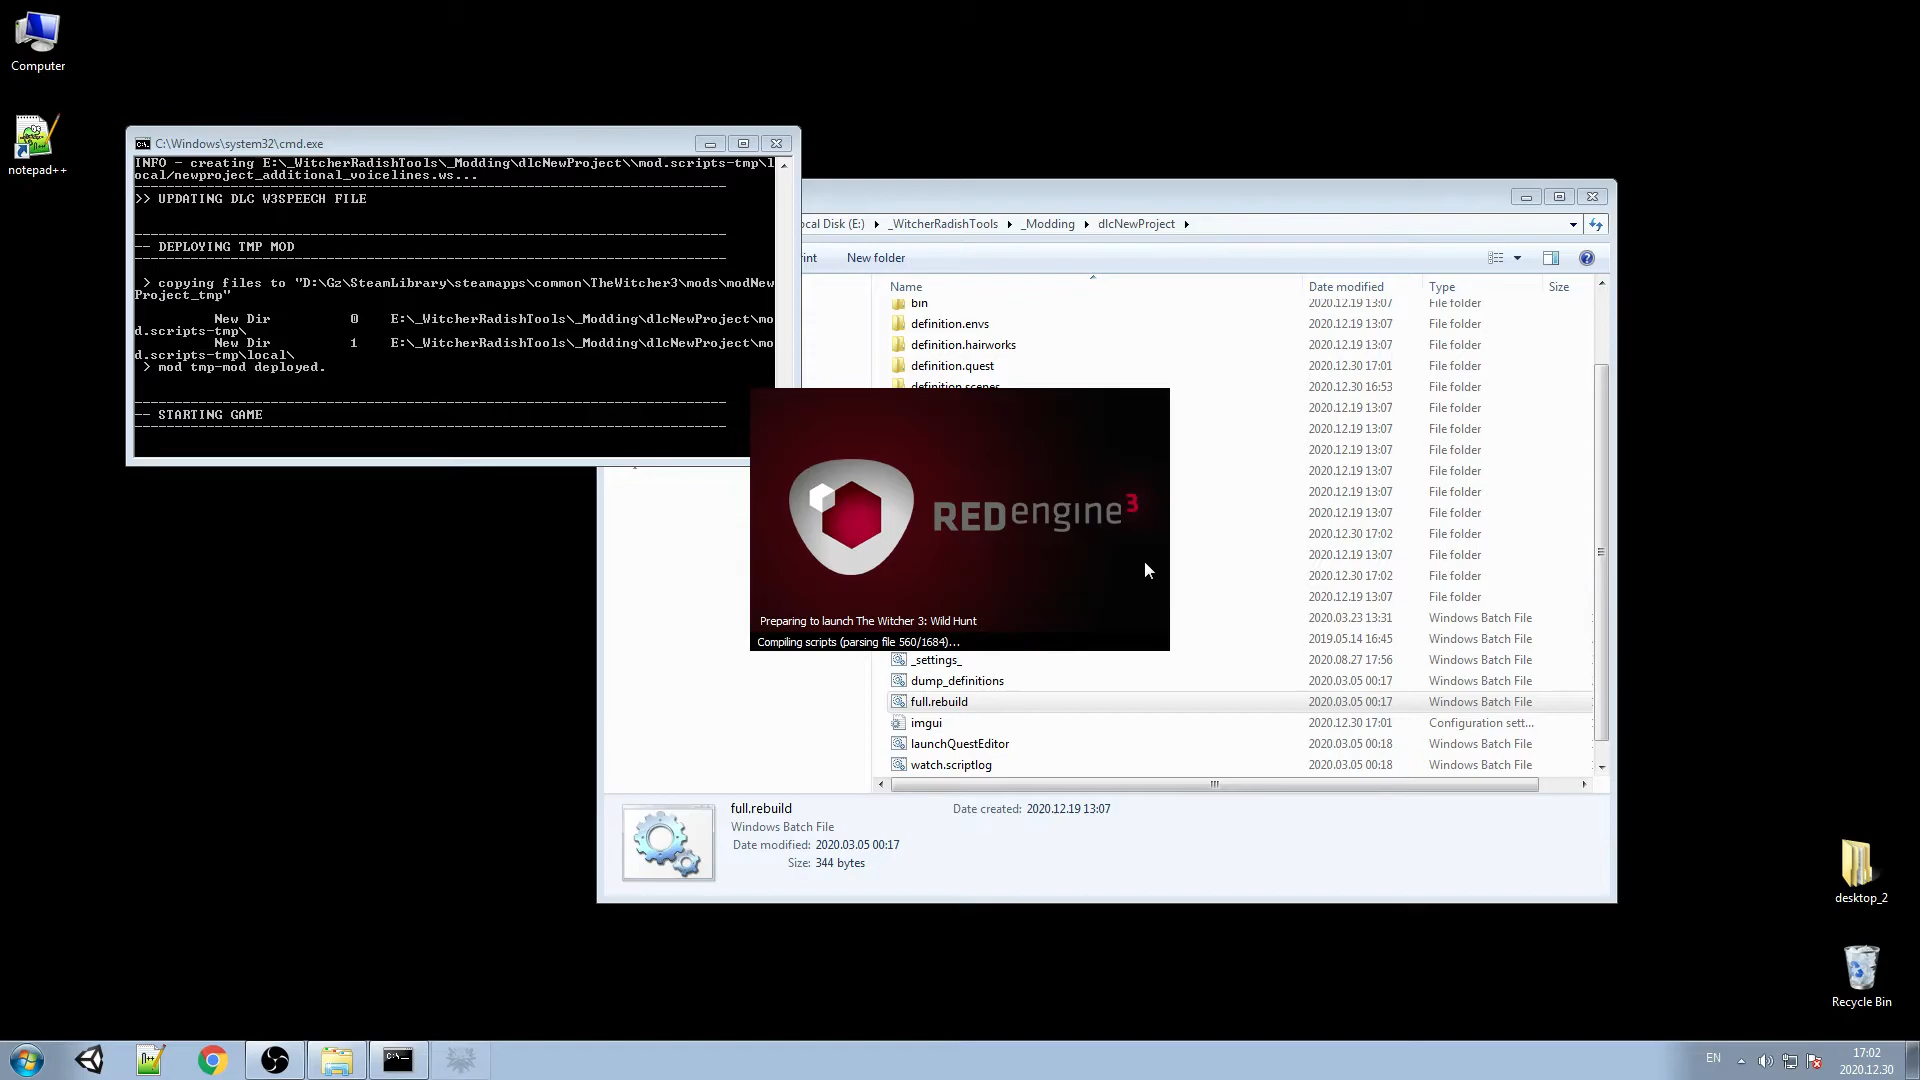 Computer
notepad++
C:\Windows\system32\cmd.exe
INFO - creating E:\_WitcherRadishTools\_Modding\dlcNewProject\\mod.scripts-tmp\l
ocal/newproject_additional_voicelines.ws...
>> UPDATING DLC W3SPEECH FILE
-- DEPLOYING TMP MOD
> copying files to "D:\Gz\SteamLibrary\steamapps\common\TheWitcher3\mods\modNew
Project_tmp"
New Dir 0 E:\_WitcherRadishTools\_Modding\dlcNewProject\mo
d.scripts-tmp\
New Dir 1 E:\_WitcherRadishTools\_Modding\dlcNewProject\mo
d.scripts-tmp\local\
> mod tmp-mod deployed.
-- STARTING GAME
ocal Disk (E:) _WitcherRadishTools _Modding dlcNewProject
rint New folder
Name Date modified Type Size
bin 2020.12.19 13:07 File folder
definition.envs 2020.12.19 13:07 File folder
definition.hairworks 2020.12.19 13:07 File folder
definition.quest 2020.12.30 17:01 File folder
definition.scenes 2020.12.30 16:53 File folder
2020.12.19 13:07 File folder
2020.12.19 13:07 File folder
2020.12.19 13:07 File folder
2020.12.19 13:07 File folder
2020.12.19 13:07 File folder
2020.12.19 13:07 File folder
2020.12.30 17:02 File folder
2020.12.19 13:07 File folder
2020.12.30 17:02 File folder
2020.12.19 13:07 File folder
2020.03.23 13:31 Windows Batch File
2019.05.14 16:45 Windows Batch File
_settings_ 2020.08.27 17:56 Windows Batch File
dump_definitions 2020.03.05 00:17 Windows Batch File
full.rebuild 2020.03.05 00:17 Windows Batch File
imgui 2020.12.30 17:01 Configuration sett...
launchQuestEditor 2020.03.05 00:18 Windows Batch File
watch.scriptlog 2020.03.05 00:18 Windows Batch File
REDengine 3
Preparing to launch The Witcher 3: Wild Hunt
Compiling scripts (parsing file 560/1684)...
full.rebuild Date created: 2020.12.19 13:07
Windows Batch File
Date modified: 2020.03.05 00:17
Size: 344 bytes
desktop_2
Recycle Bin
EN
17:02
2020.12.30